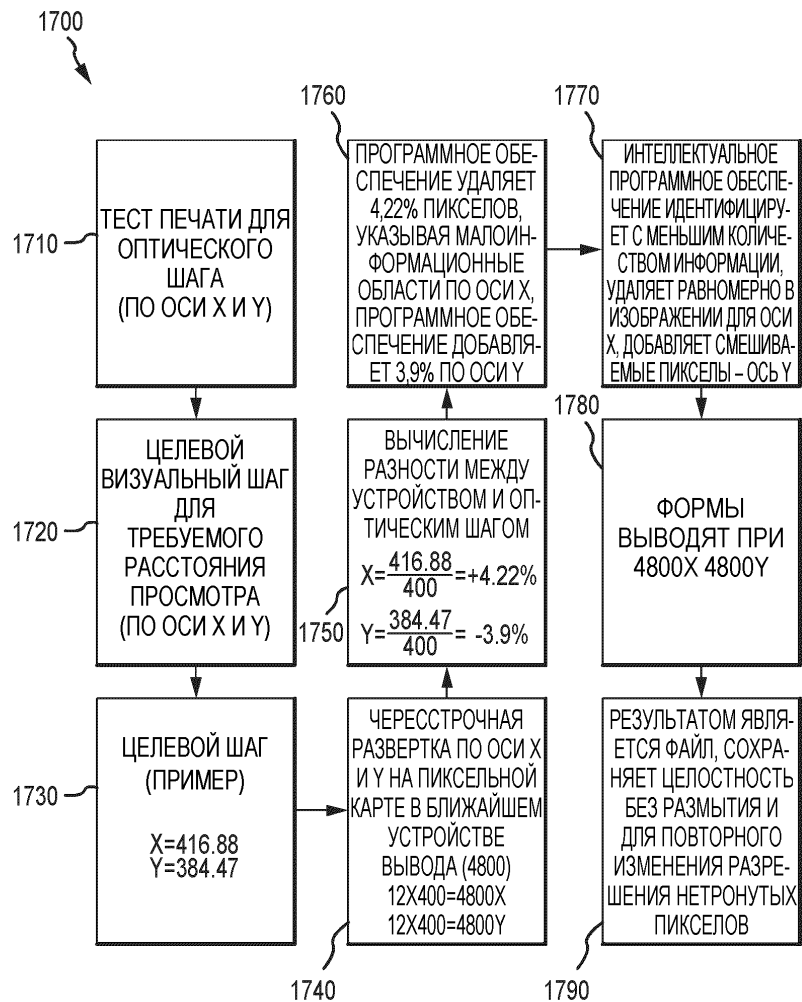 1700
1710
ТЕСТ ПЕЧАТИ ДЛЯ
ОПТИЧЕСКОГО
ШАГА
(ПО ОСИ X И Y)
1720
ЦЕЛЕВОЙ
ВИЗУАЛЬНЫЙ ШАГ
ДЛЯ
ТРЕБУЕМОГО
РАССТОЯНИЯ
ПРОСМОТРА
(ПО ОСИ X И Y)
1730
ЦЕЛЕВОЙ ШАГ
(ПРИМЕР)
X=416.88
Y=384.47
ЧЕРЕССТРОЧНАЯ
РАЗВЕРТКА ПО ОСИ X
И Y НА ПИКСЕЛЬНОЙ
КАРТЕ В БЛИЖАЙШЕМ
УСТРОЙСТВЕ
ВЫВОДА (4800)
12X400=4800X
12X400=4800Y
1740
ВЫЧИСЛЕНИЕ
РАЗНОСТИ МЕЖДУ
УСТРОЙСТВОМ И ОП-
ТИЧЕСКИМ ШАГОМ
X=416.88/400=+4.22%
Y=384.47/400= -3.9%
1750
1760
ПРОГРАММНОЕ ОБЕ-
СПЕЧЕНИЕ УДАЛЯЕТ
4,22% ПИКСЕЛОВ,
УКАЗЫВАЯ МАЛОИН-
ФОРМАЦИОННЫЕ
ОБЛАСТИ ПО ОСИ X,
ПРОГРАММНОЕ ОБЕ-
СПЕЧЕНИЕ ДОБАВЛЯ-
ЕТ 3,9% ПО ОСИ Y
1770
ИНТЕЛЛЕКТУАЛЬНОЕ
ПРОГРАММНОЕ ОБЕСПЕ-
ЧЕНИЕ ИДЕНТИФИЦИРУ-
ЕТ С МЕНЬШИМ КОЛИЧЕ-
СТВОМ ИНФОРМАЦИИ,
УДАЛЯЕТ РАВНОМЕРНО В
ИЗОБРАЖЕНИИ ДЛЯ ОСИ
X, ДОБАВЛЯЕТ СМЕШИВА-
ЕМЫЕ ПИКСЕЛЫ – ОСЬ Y
1780
ФОРМЫ
ВЫВОДЯТ ПРИ
4800X 4800Y
РЕЗУЛЬТАТОМ ЯВЛЯ-
ЕТСЯ ФАЙЛ, СОХРА-
НЯЕТ ЦЕЛОСТНОСТЬ
БЕЗ РАЗМЫТИЯ И
ДЛЯ ПОВТОРНОГО
ИЗМЕНЕНИЯ РАЗРЕ-
ШЕНИЯ НЕТРОНУТЫХ
ПИКСЕЛОВ
1790